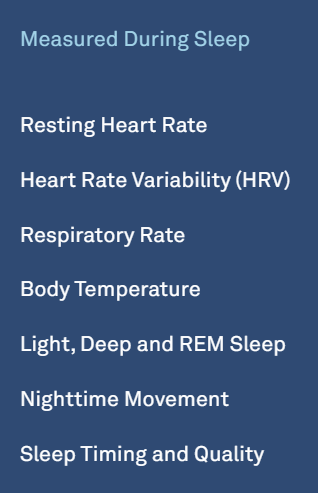 Measured During Sleep
Resting Heart Rate
Heart Rate Variability (HRV)
Respiratory Rate
Body Temperature
Light, Deep and REM Sleep
Nighttime Movement
Sleep Timing and Quality